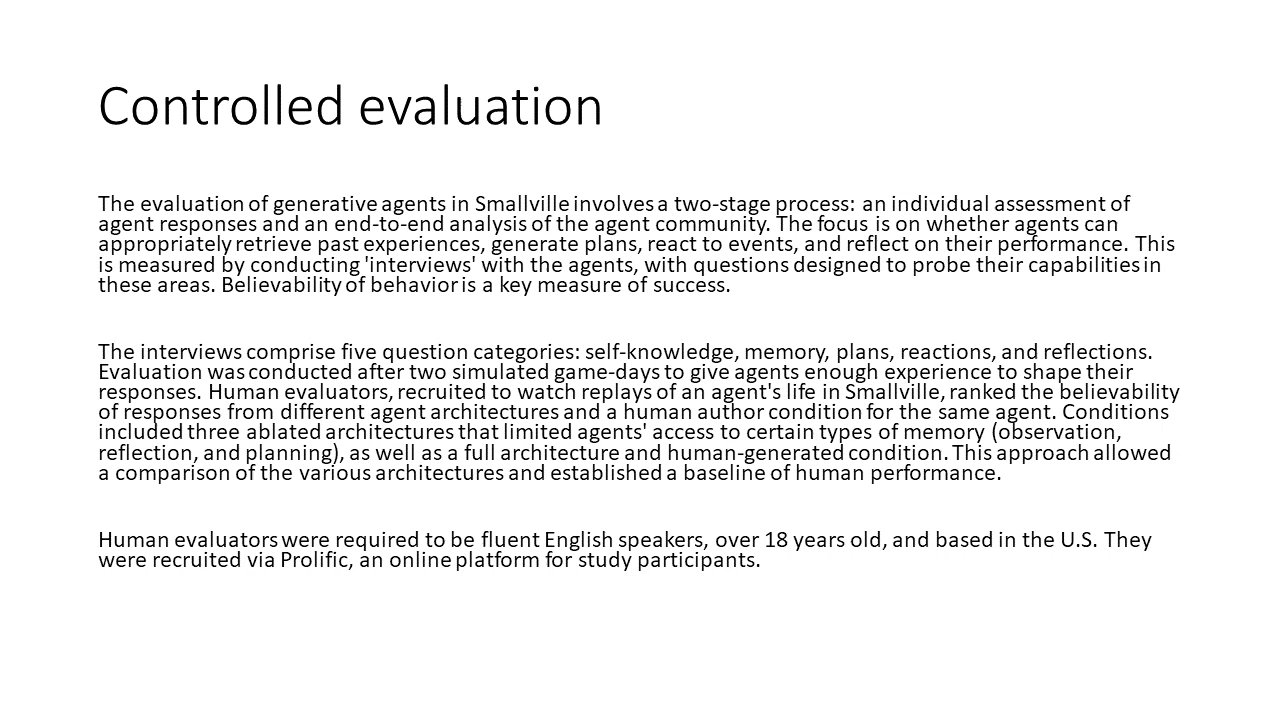 Controlled evaluation
The evaluation of generative agents in Smallville involves a two-stage process: an individual assessment of
agent responses and an end-to-end analysis of the agent community. The focus is on whether agents can
appropriately retrieve past experiences, generate plans, react to events, and reflect on their performance. This
is measured by conducting 'interviews' with the agents, with questions designed to probe their capabilities in
these areas. Believability of behavior is a key measure of success.
The interviews comprise five question categories: self-knowledge, memory, plans, reactions, and reflections.
Evaluation was conducted after two simulated game-days to give agents enough experience to shape their
responses. Human evaluators, recruited to watch replays of an agent's life in Smallville, ranked the believability
of responses from different agent architectures and a human author condition for the same agent. Conditions
included three ablated architectures that limited agents' access to certain types of memory (observation,
reflection, and planning), as well as a full architecture and human-generated condition. This approach allowed
a comparison of the various architectures and established a baseline of human performance.
Human evaluators were required to be fluent English speakers, over 18 years old, and based in the U.S. They
were recruited via Prolific, an online platform for study participants.